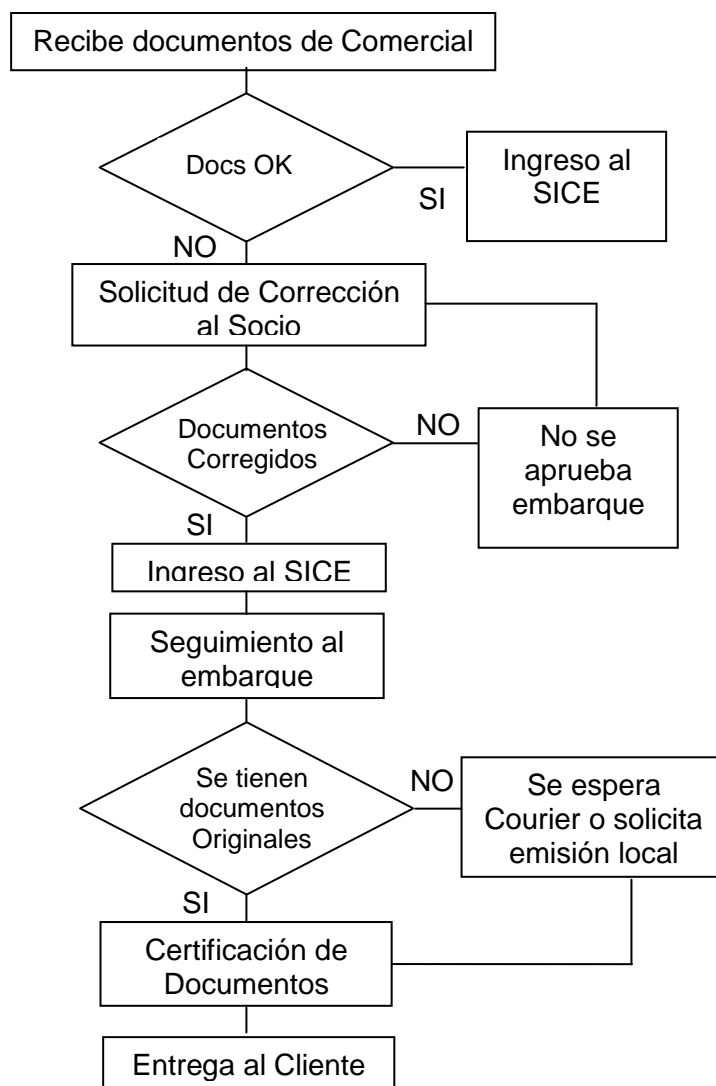 Recibe documentos de Comercial
Docs OK
SI
Ingreso al
SICE
NO
Solicitud de Corrección
al Socio
Documentos
Corregidos
NO
No se
aprueba
embarque
SI
Ingreso al SICE
Seguimiento al
embarque
Se tienen
documentos
Originales
NO
Se espera
Courier o solicita
emisión local
SI
Certificación de
Documentos
Entrega al Cliente